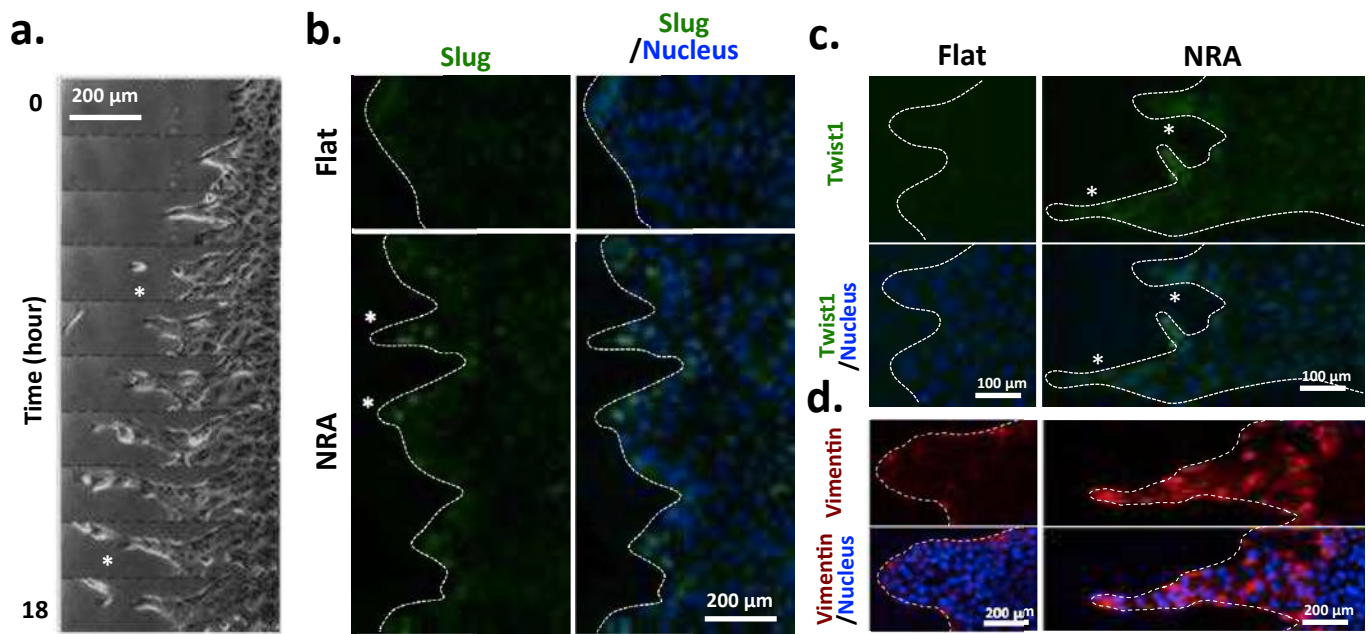 a.
0
200 µm
*
*
Time (hour)
18
b.
Slug
Slug
/Nucleus
Flat
NRA
*
*
200 µm
c.
Flat
NRA
Twist1
*
*
Twist1
/Nucleus
*
*
100 µm
100 µm
d.
Vimentin
Vimentin
/Nucleus
200 µm
200 µm